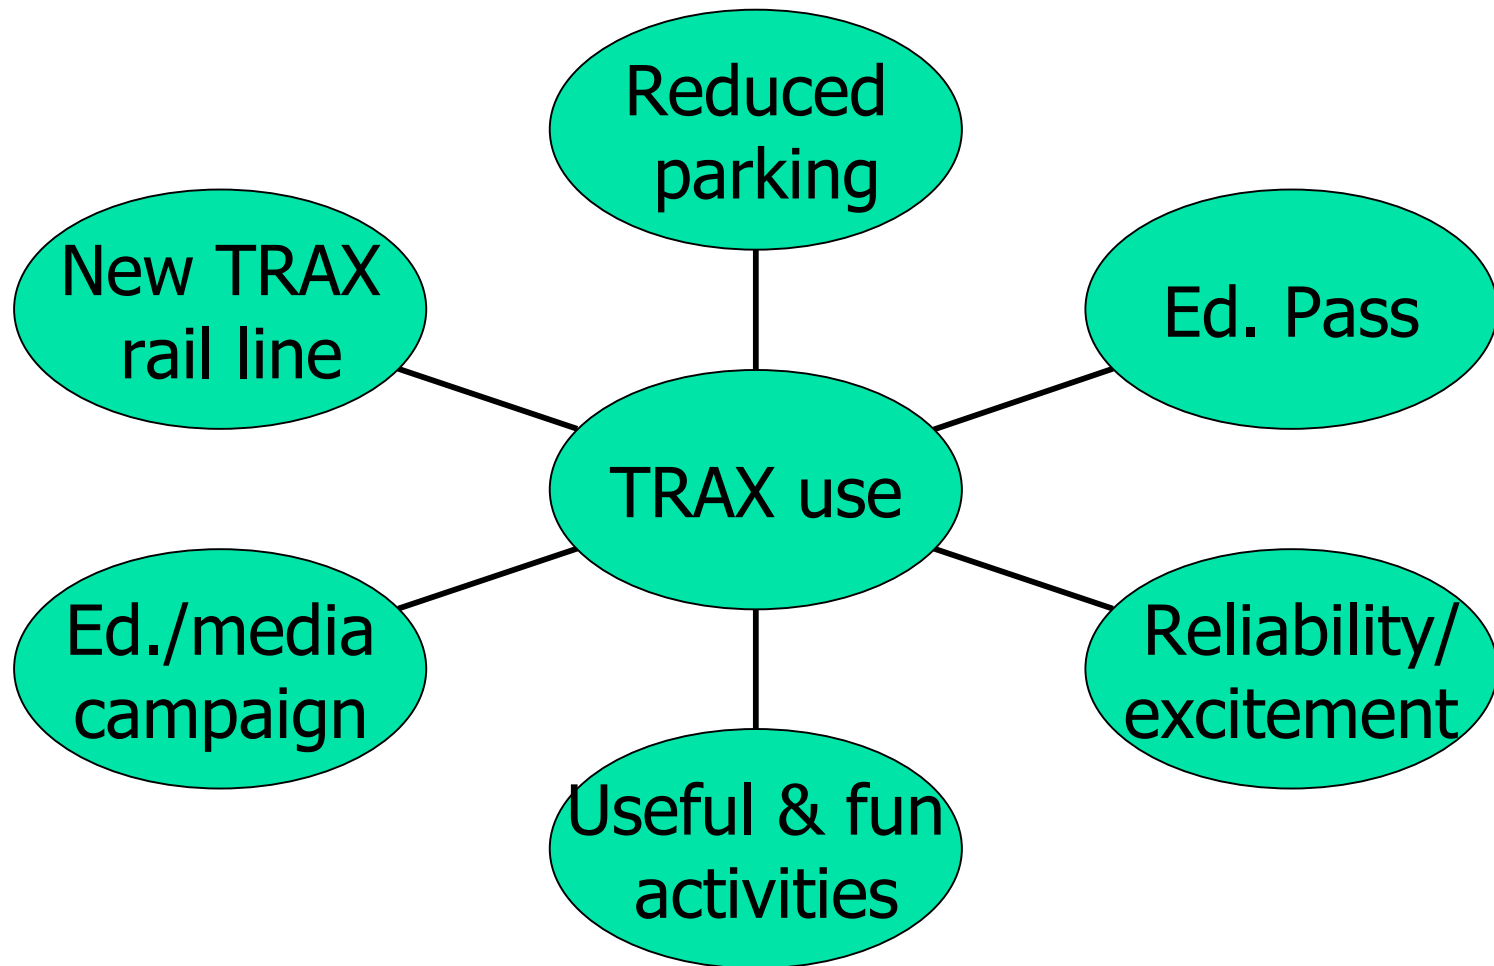 Reduced
parking
New TRAX
rail line
Ed. Pass
TRAX use
Ed./media
campaign
Reliability/
excitement
Useful & fun
activities